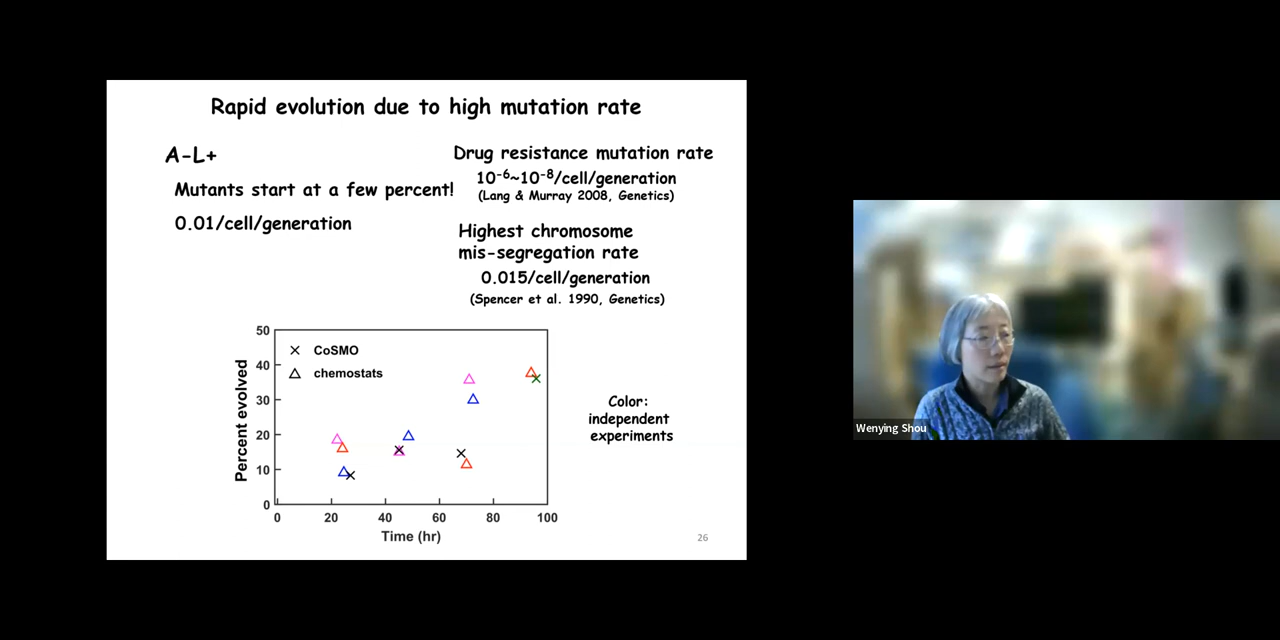 Rapid evolution due to high mutation rate
A-L+
Mutants start at a few percent!
0.01/cell/generation
Drug resistance mutation rate
10⁻⁶~10⁻⁸/cell/generation
(Lang & Murray 2008, Genetics)
Highest chromosome
mis-segregation rate
0.015/cell/generation
(Spencer et al. 1990, Genetics)
Percent evolved
50
40
30
20
10
0
CoSMO
chemostats
0 20 40 60 80 100
Time (hr)
Color:
independent
experiments
26
Wenying Shou